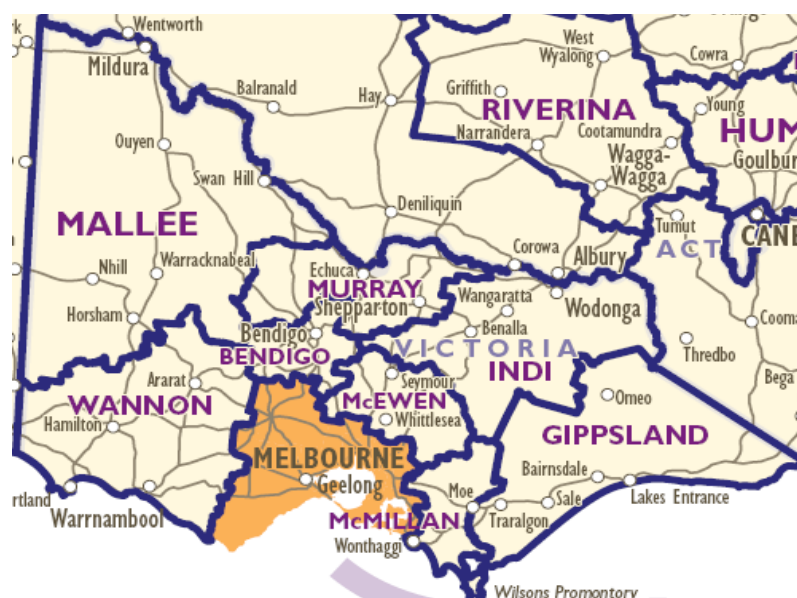 Wentworth
Mildura
Balranald
Hay
West
Wyalong
Cowra
Griffith
Young
RIVERINA
Ouyen
Narrandera
Cootamundra
HUM
Wagga-
Wagga
Goulbur
Swan Hill
Deniliquin
MALLEE
Tumut
CANB
ACT
Corowa
Albury
Nhill
Warracknabeal
Echuca
MURRAY
Shepparton
Wangaratta
Wodonga
Horsham
Bendigo
Benalla
Cooma
VICTORIA
BENDIGO
Thredbo
INDI
Ararat
Seymour
Bega
WANNON
McEWEN
Omeo
Hamilton
Whittlesea
GIPPSLAND
MELBOURNE
Geelong
Bairnsdale
Moe
Sale
Lakes Entrance
rtland
Warrnambool
McMILLAN
Traralgon
Wonthaggi
Wilsons Promontory